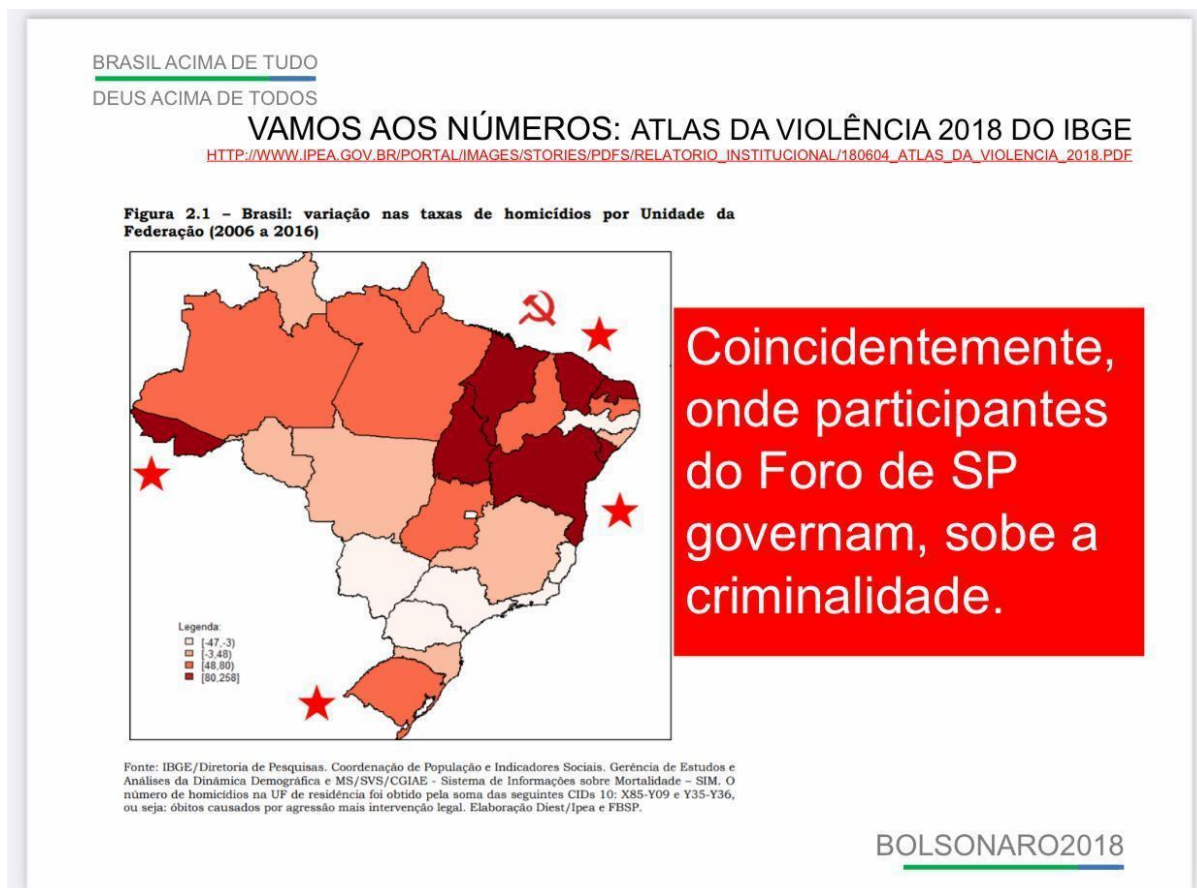 BRASIL ACIMA DE TUDO
DEUS ACIMA DE TODOS
VAMOS AOS NÚMEROS: ATLAS DA VIOLÊNCIA 2018 DO IBGE
HTTP://WWW.IPEA.GOV.BR/PORTAL/IMAGES/STORIES/PDFS/RELATORIO_INSTITUCIONAL/180604_ATLAS_DA_VIOLENCIA_2018.PDF
Figura 2.1 – Brasil: variação nas taxas de homicídios por Unidade da
Federação (2006 a 2016)
Coincidentemente,
onde participantes
do Foro de SP
governam, sobe a
criminalidade.
Legenda:
[-47,-3)
[-3,48)
[48,80)
[80,258]
Fonte: IBGE/Diretoria de Pesquisas. Coordenação de População e Indicadores Sociais. Gerência de Estudos e
Análises da Dinâmica Demográfica e MS/SVS/CGIAE - Sistema de Informações sobre Mortalidade – SIM. O
número de homicídios na UF de residência foi obtido pela soma das seguintes CIDs 10: X85-Y09 e Y35-Y36,
ou seja: óbitos causados por agressão mais intervenção legal. Elaboração Diest/Ipea e FBSP.
BOLSONARO2018